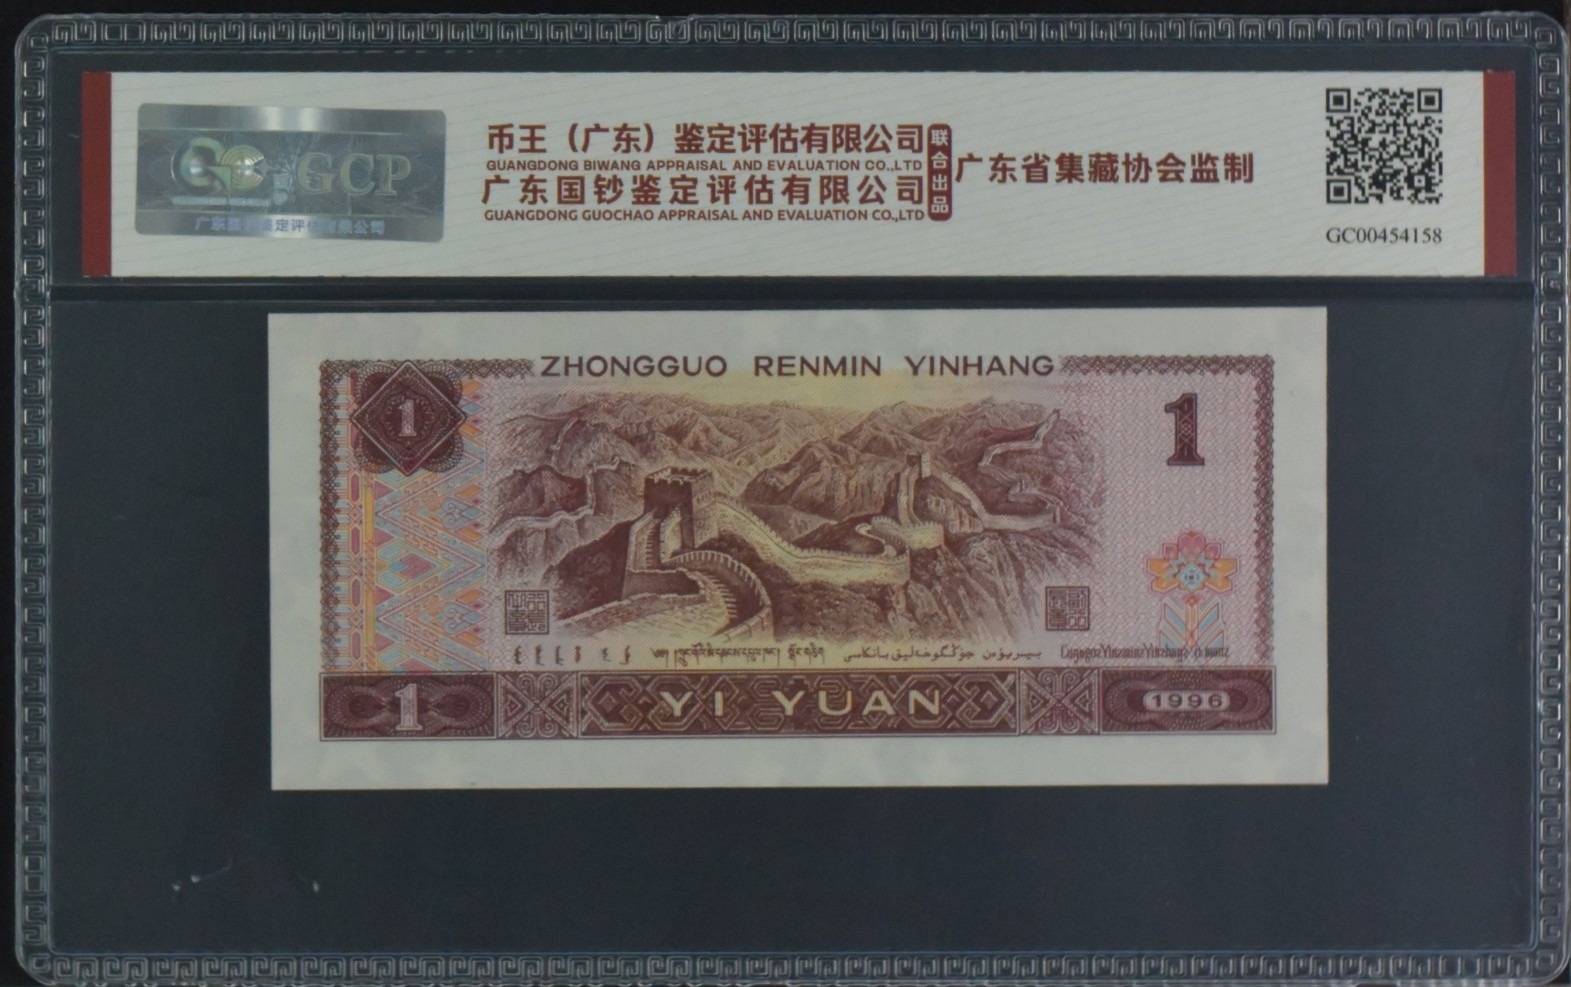 GCP
币王（广东）鉴定评估有限公司
GUANGDONG BIWANG APPRAISAL AND EVALUATION CO.,LTD
广东国钞鉴定评估有限公司
GUANGDONG GUOCHAO APPRAISAL AND EVALUATION CO.,LTD
联合出品
广东省集藏协会监制
GC00454158
ZHONGGUO RENMIN YINHANG
1
1
1
YI YUAN
1996